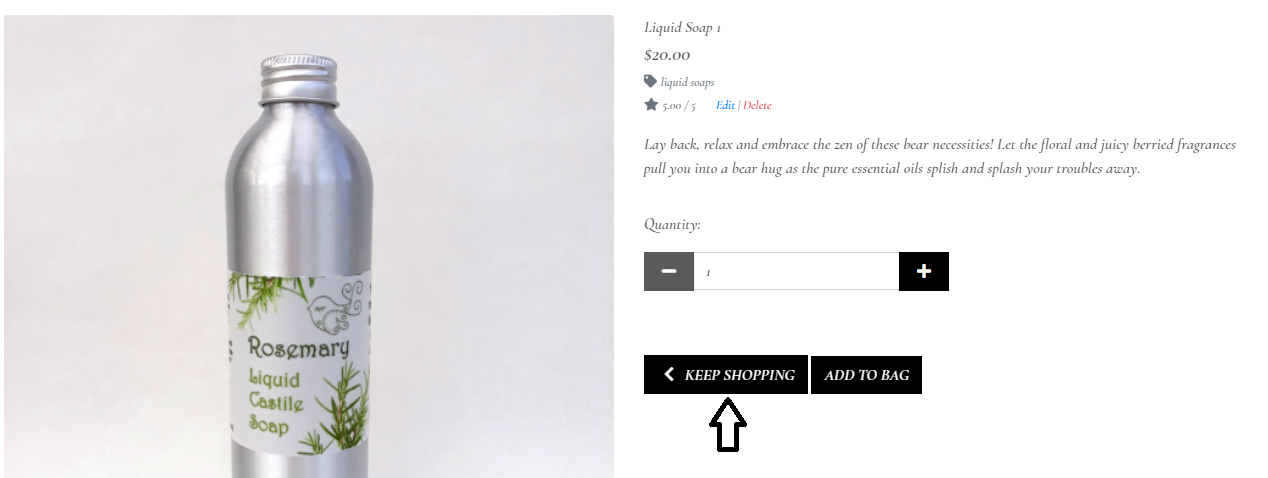 Liquid Soap 1
$20.00
liquid soaps
5.00 / 5 Edit | Delete
Lay back, relax and embrace the zen of these bear necessities! Let the floral and juicy berried fragrances
pull you into a bear hug as the pure essential oils splish and splash your troubles away.
Quantity:
1
KEEP SHOPPING
ADD TO BAG
Rosemary
Liquid
Castile
Soap